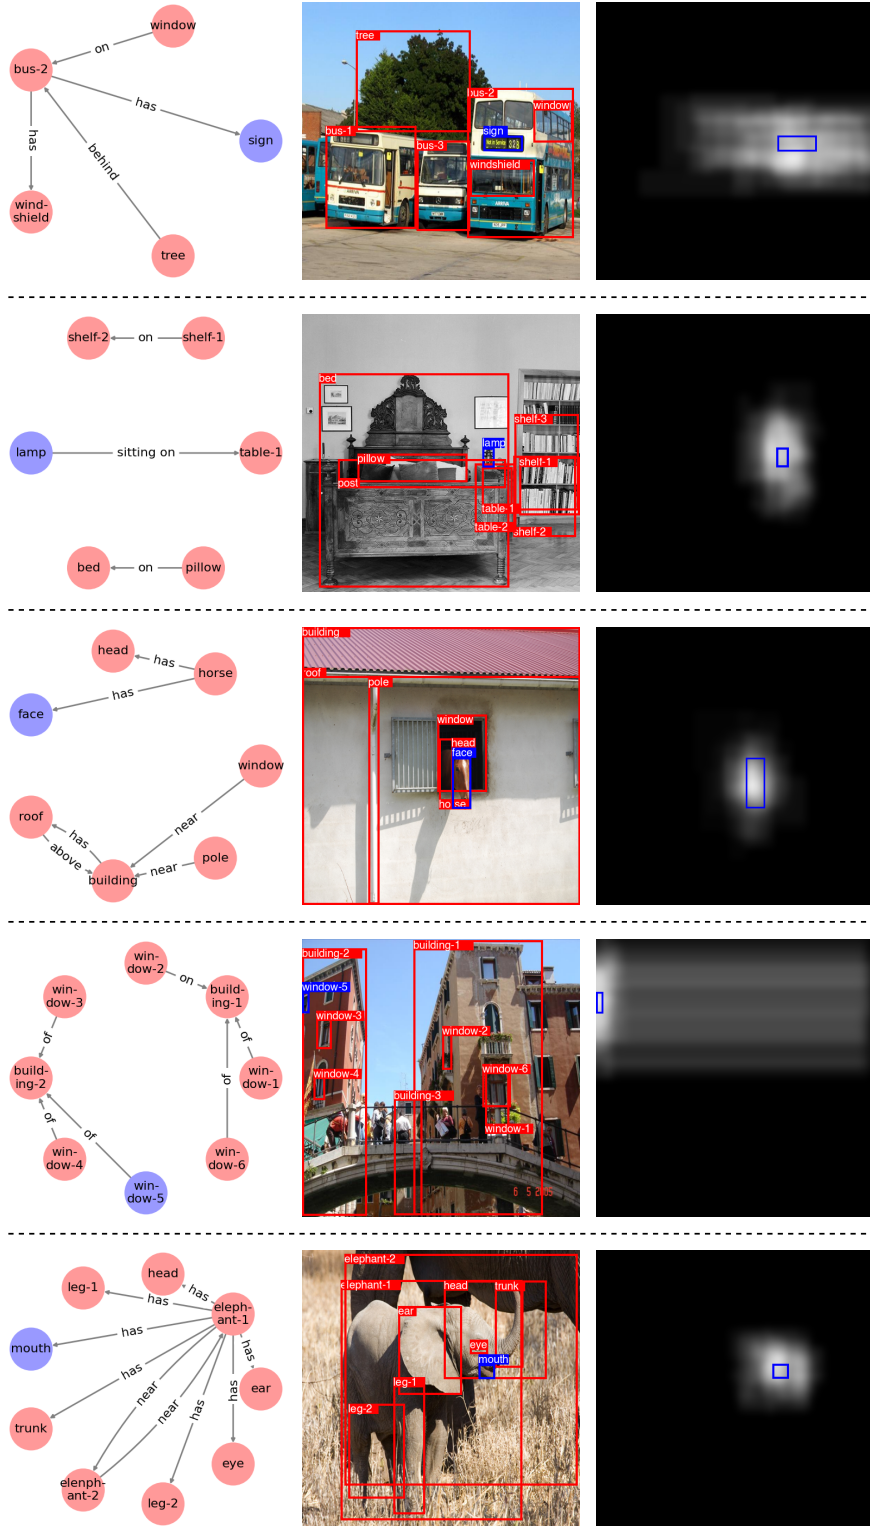 window
on
bus-2
has
sign
has
behind
wind-
shield
tree
tree
bus-2
window
bus-1
sign
bus-3
windshield
shelf-2
on
shelf-1
lamp
sitting on
table-1
bed
on
pillow
bed
shelf-3
lamp
pillow
shelf-1
post
table-1
table-2
shelf-2
head
has
horse
has
face
window
roof
near
has
above
pole
near
building
building
roof
pole
window
head
face
horse
win-
dow-2
on
win-
dow-3
build-
ing-1
of
of
build-
ing-2
win-
dow-1
of
of
of
win-
dow-4
win-
dow-6
win-
dow-5
building-1
building-2
window-5
window-3
window-2
window-6
window-4
building-3
window-1
6 5 2005
head
leg-1
has
has
eleph-
ant-1
mouth
has
has
has
near
ear
near
has
has
trunk
eye
elenph-
ant-2
leg-2
elephant-2
elephant-1
head
trunk
ear
eye
mouth
leg-1
leg-2